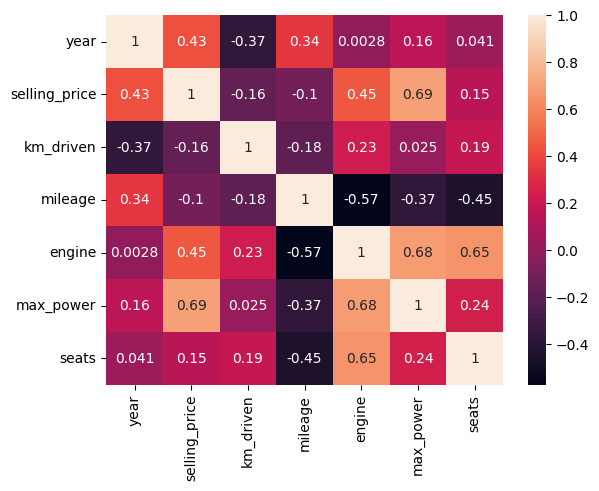 year 1 0.43 -0.37 0.34 0.0028 0.16 0.041
selling_price 0.43 1 -0.16 -0.1 0.45 0.69 0.15
km_driven -0.37 -0.16 1 -0.18 0.23 0.025 0.19
mileage 0.34 -0.1 -0.18 1 -0.57 -0.37 -0.45
engine 0.0028 0.45 0.23 -0.57 1 0.68 0.65
max_power 0.16 0.69 0.025 -0.37 0.68 1 0.24
seats 0.041 0.15 0.19 -0.45 0.65 0.24 1
year selling_price km_driven mileage engine max_power seats
1.0
0.8
0.6
0.4
0.2
0.0
−0.2
−0.4